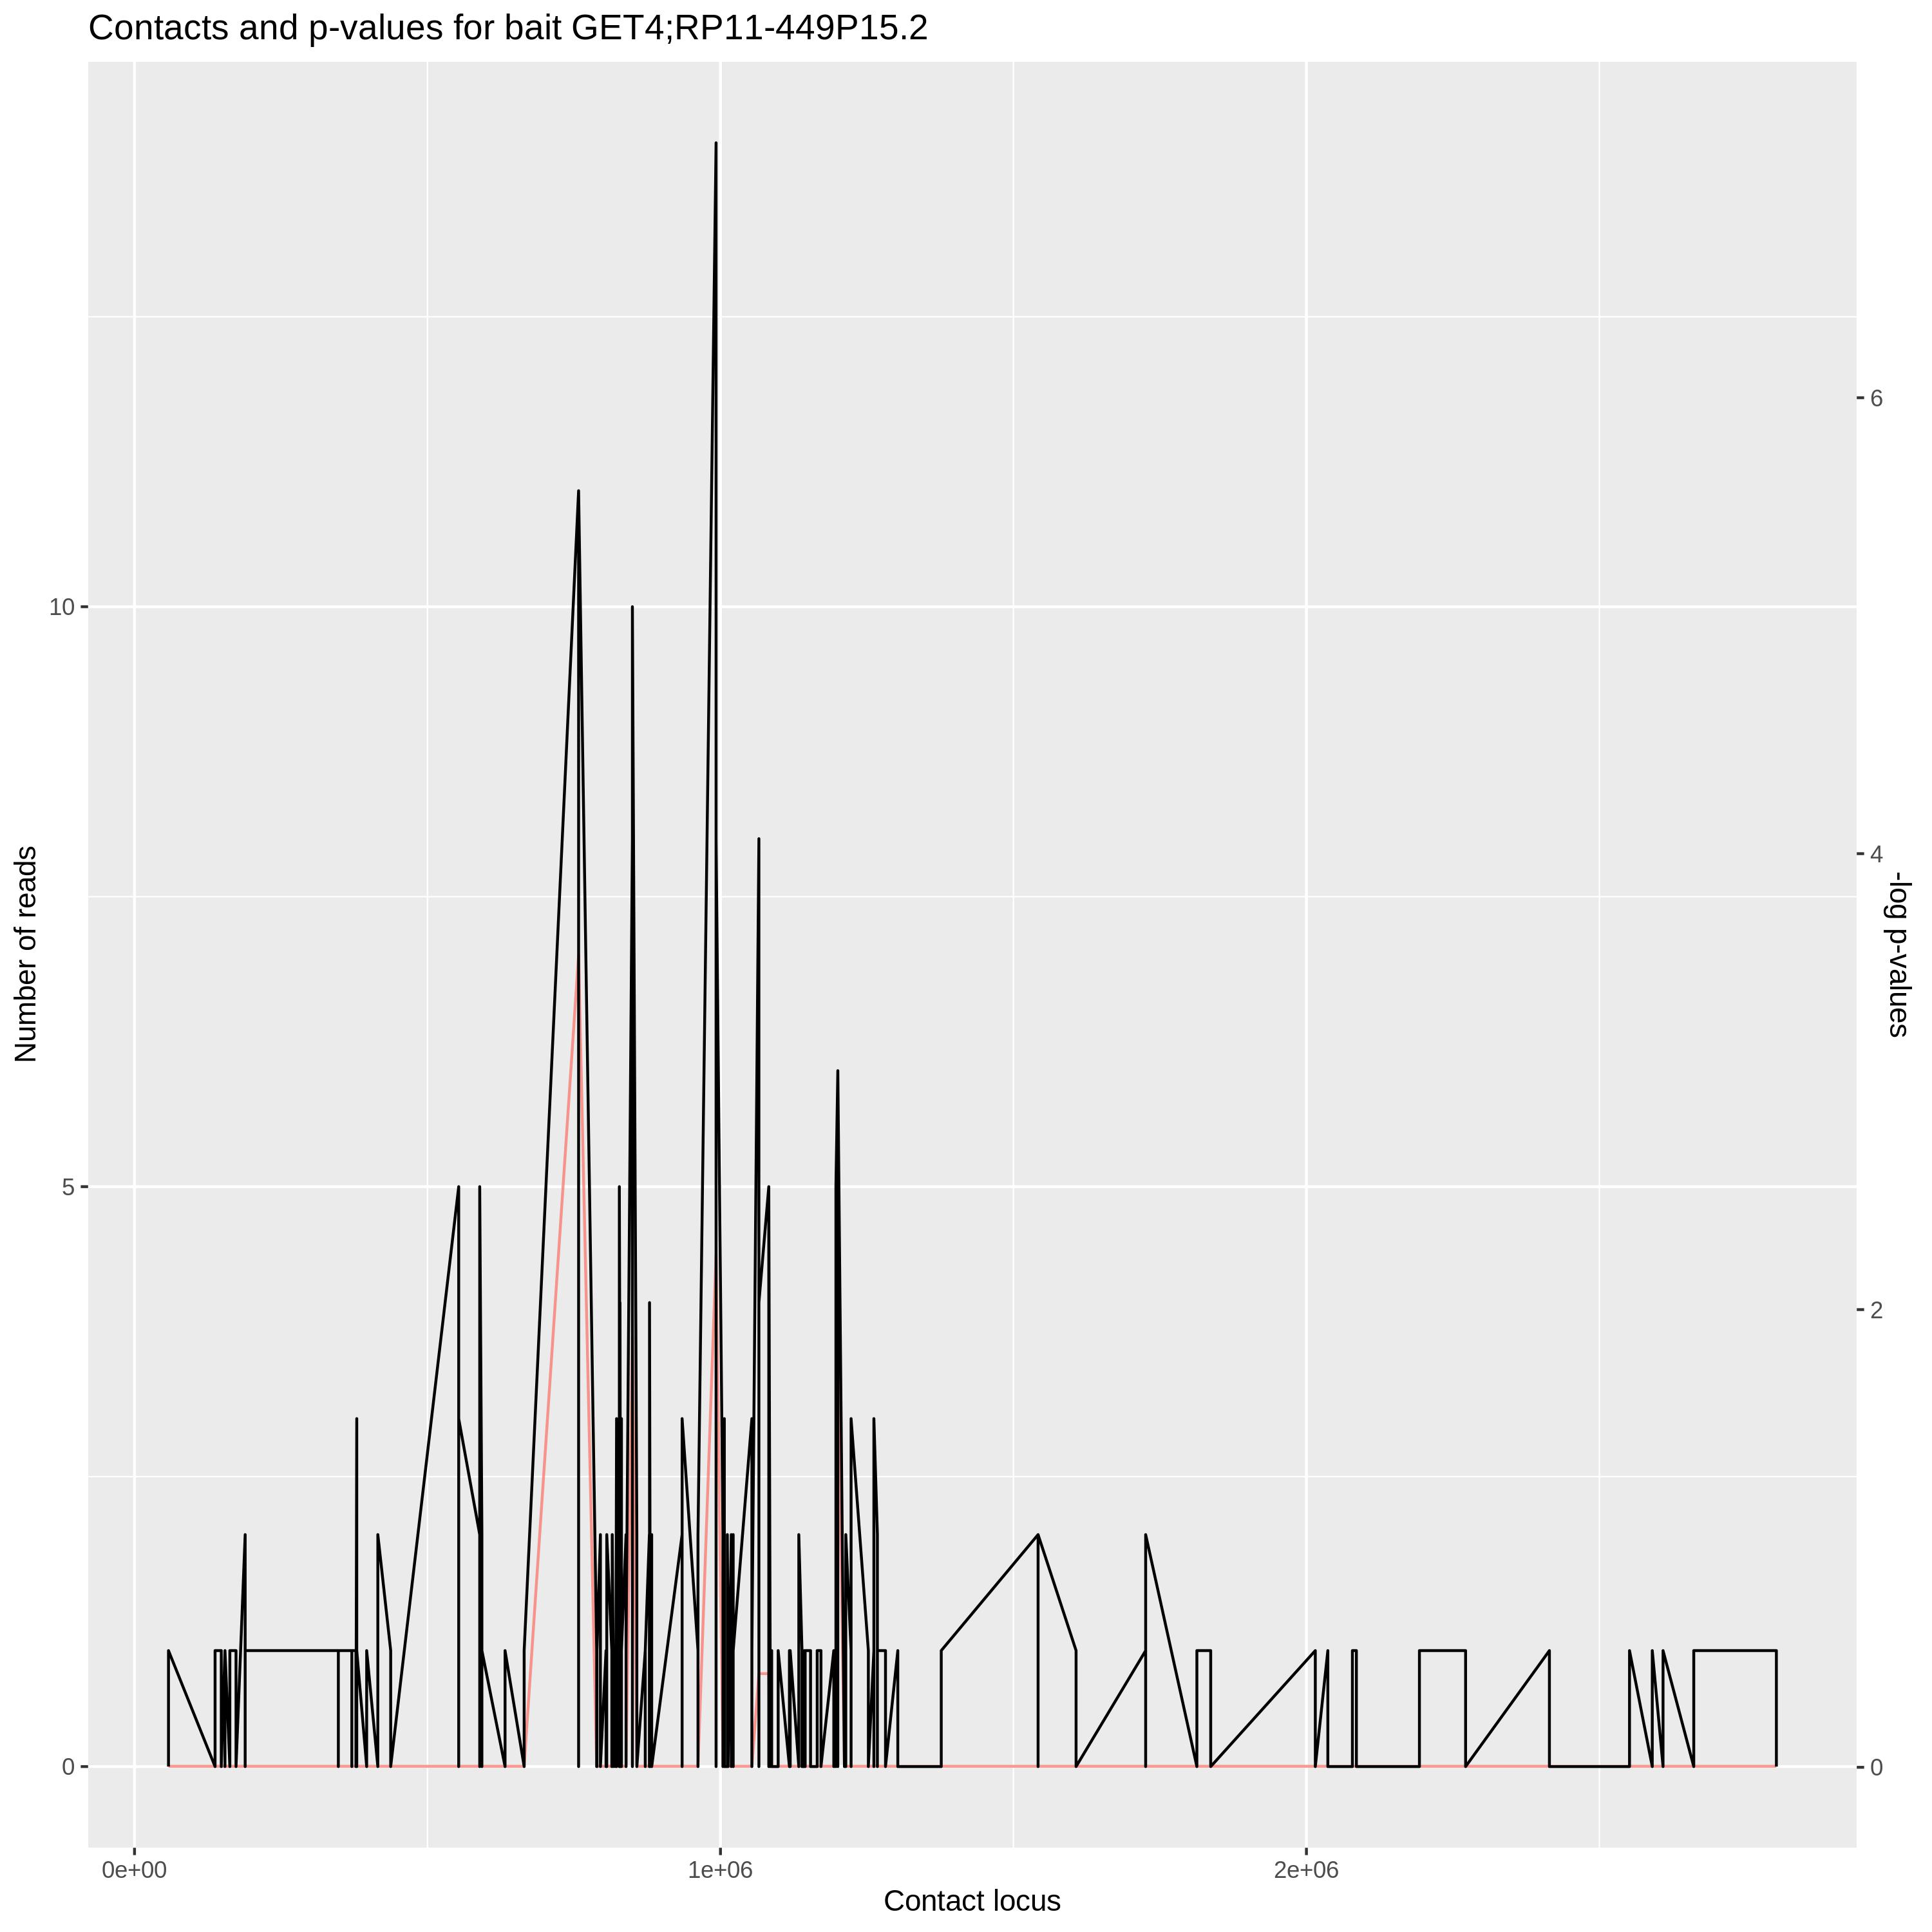 Contacts and p-values for bait GET4;RP11-449P15.2
Number of reads
10
5
0
6
4
2
0
-log p-values
0e+00
1e+06
2e+06
Contact locus